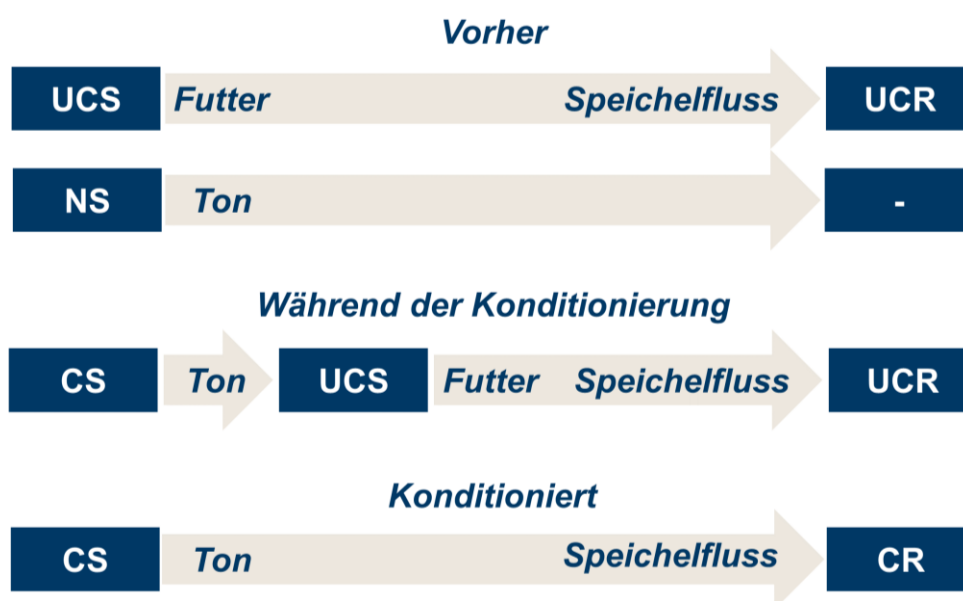 Vorher
UCS Futter Speichelfluss UCR
NS Ton -
Während der Konditionierung
CS Ton UCS Futter Speichelfluss UCR
Konditioniert
CS Ton Speichelfluss CR